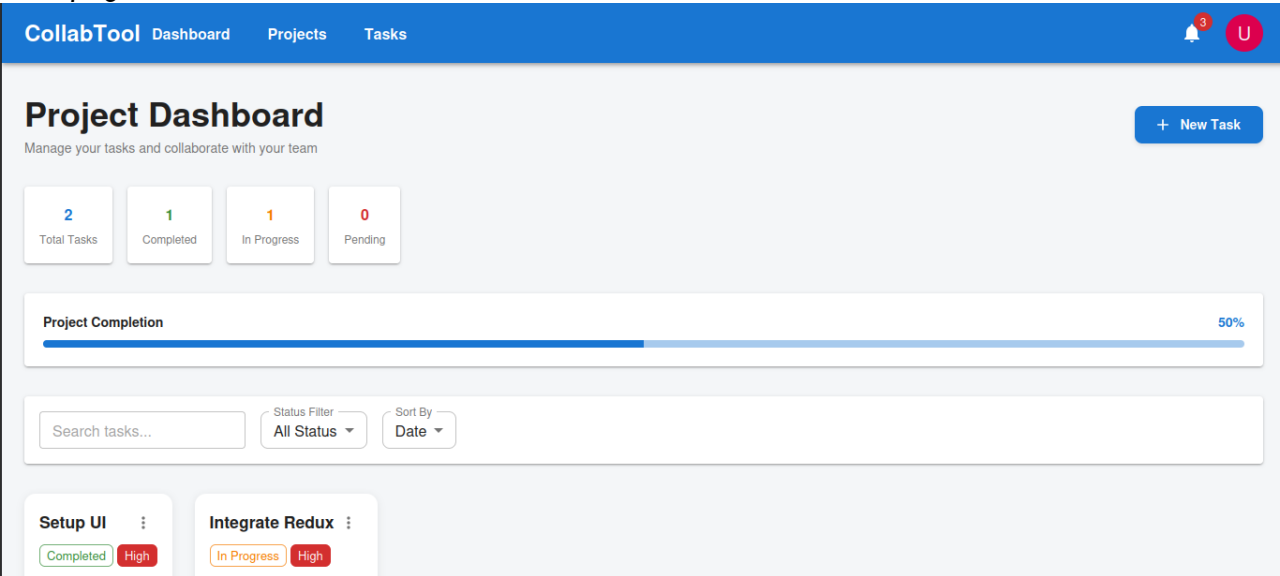 CollabTool Dashboard Projects Tasks 3 U
Project Dashboard
+ New Task
Manage your tasks and collaborate with your team
2 1 1 0
Total Tasks Completed In Progress Pending
Project Completion 50%
Status Filter Sort By
Search tasks... All Status Date
Setup UI Integrate Redux
Completed High In Progress High